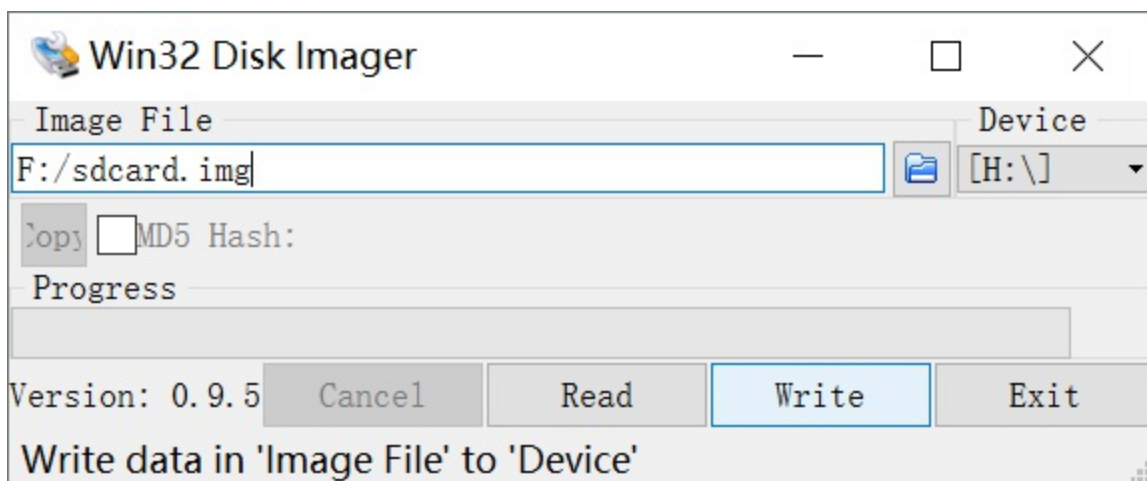 Win32 Disk Imager
Image File
Device
F:/sdcard.img
[H:\]
Copy
MD5 Hash:
Progress
Version: 0.9.5
Cancel
Read
Write
Exit
Write data in 'Image File' to 'Device'